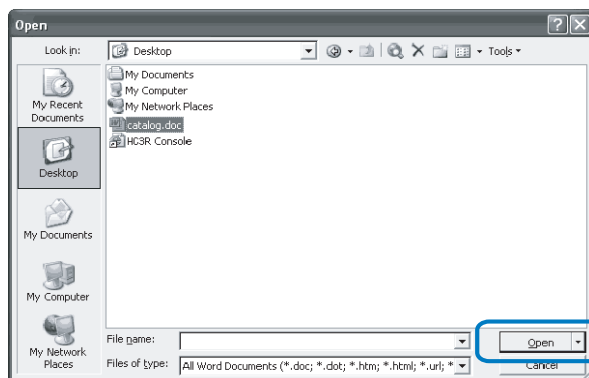 Open
Look in:
Desktop
Tools
My Recent
Documents
Desktop
My Documents
My Computer
My Network
Places
My Documents
My Computer
My Network Places
catalog.doc
HC3R Console
File name:
Open
Files of type:
All Word Documents (*.doc; *.dot; *.htm; *.html; *.url; *
Cancel